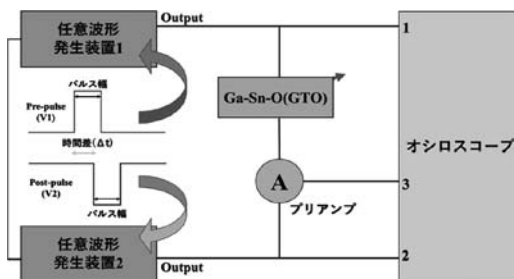 Output
任意波形
発生装置1
パルス幅
Pre-pulse
(V1)
時間差(Δt)
Post-pulse
(V2)
パルス幅
任意波形
発生装置2
Output
Ga-Sn-O(GTO)
A
プリアンプ
1
3
2
オシロスコープ